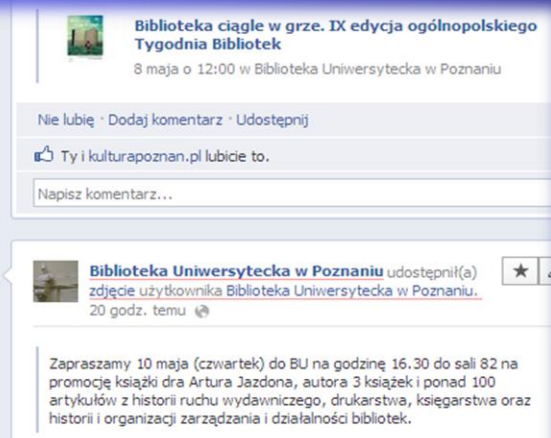 Biblioteka ciągle w grze. IX edycja ogólnopolskiego
Tygodnia Bibliotek
8 maja o 12:00 w Biblioteka Uniwersytecka w Poznaniu
Nie lubię · Dodaj komentarz · Udostępnij
Ty i kulturapoznan.pl lubicie to.
Napisz komentarz...
Biblioteka Uniwersytecka w Poznaniu udostępnił(a)
zdjęcie użytkownika Biblioteka Uniwersytecka w Poznaniu.
20 godz. temu
Zapraszamy 10 maja (czwartek) do BU na godzinę 16.30 do sali 82 na
promocję książki dra Artura Jazdona, autora 3 książek i ponad 100
artykułów z historii ruchu wydawniczego, drukarstwa, księgarstwa oraz
historii i organizacji zarządzania i działalności bibliotek.